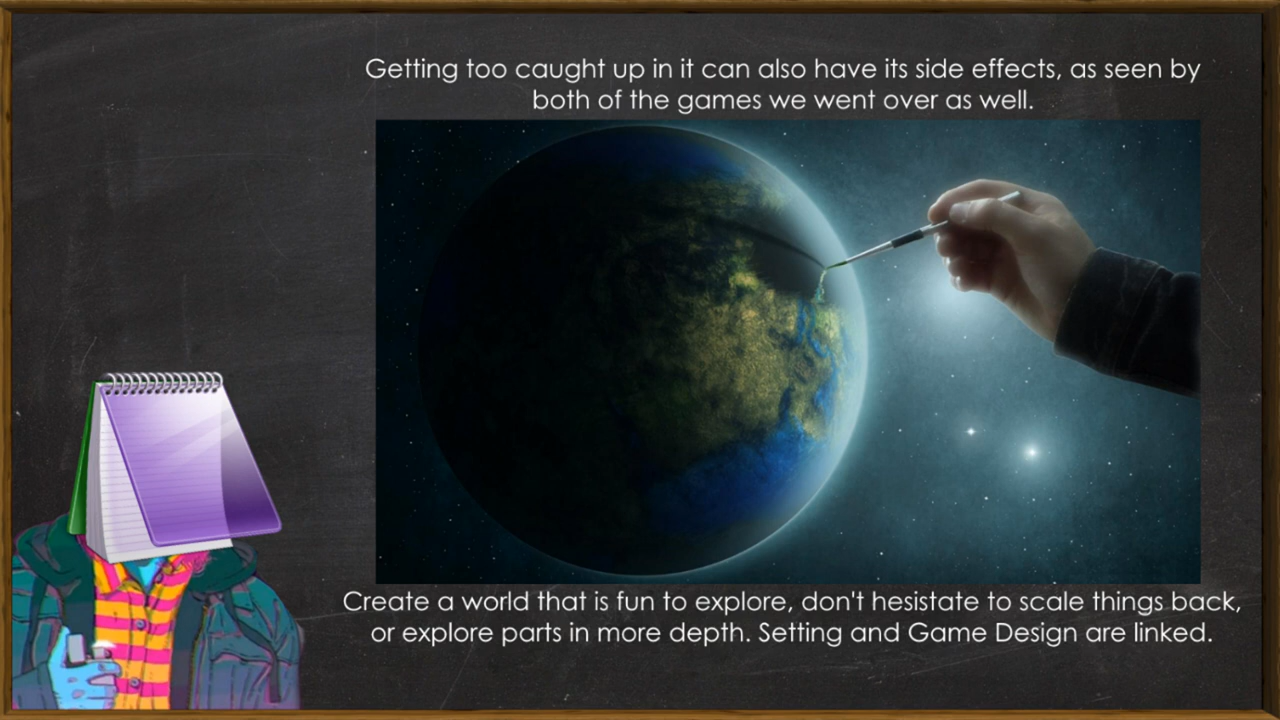 Getting too caught up in it can also have its side effects, as seen by
both of the games we went over as well.
Create a world that is fun to explore, don't hesistate to scale things back,
or explore parts in more depth. Setting and Game Design are linked.